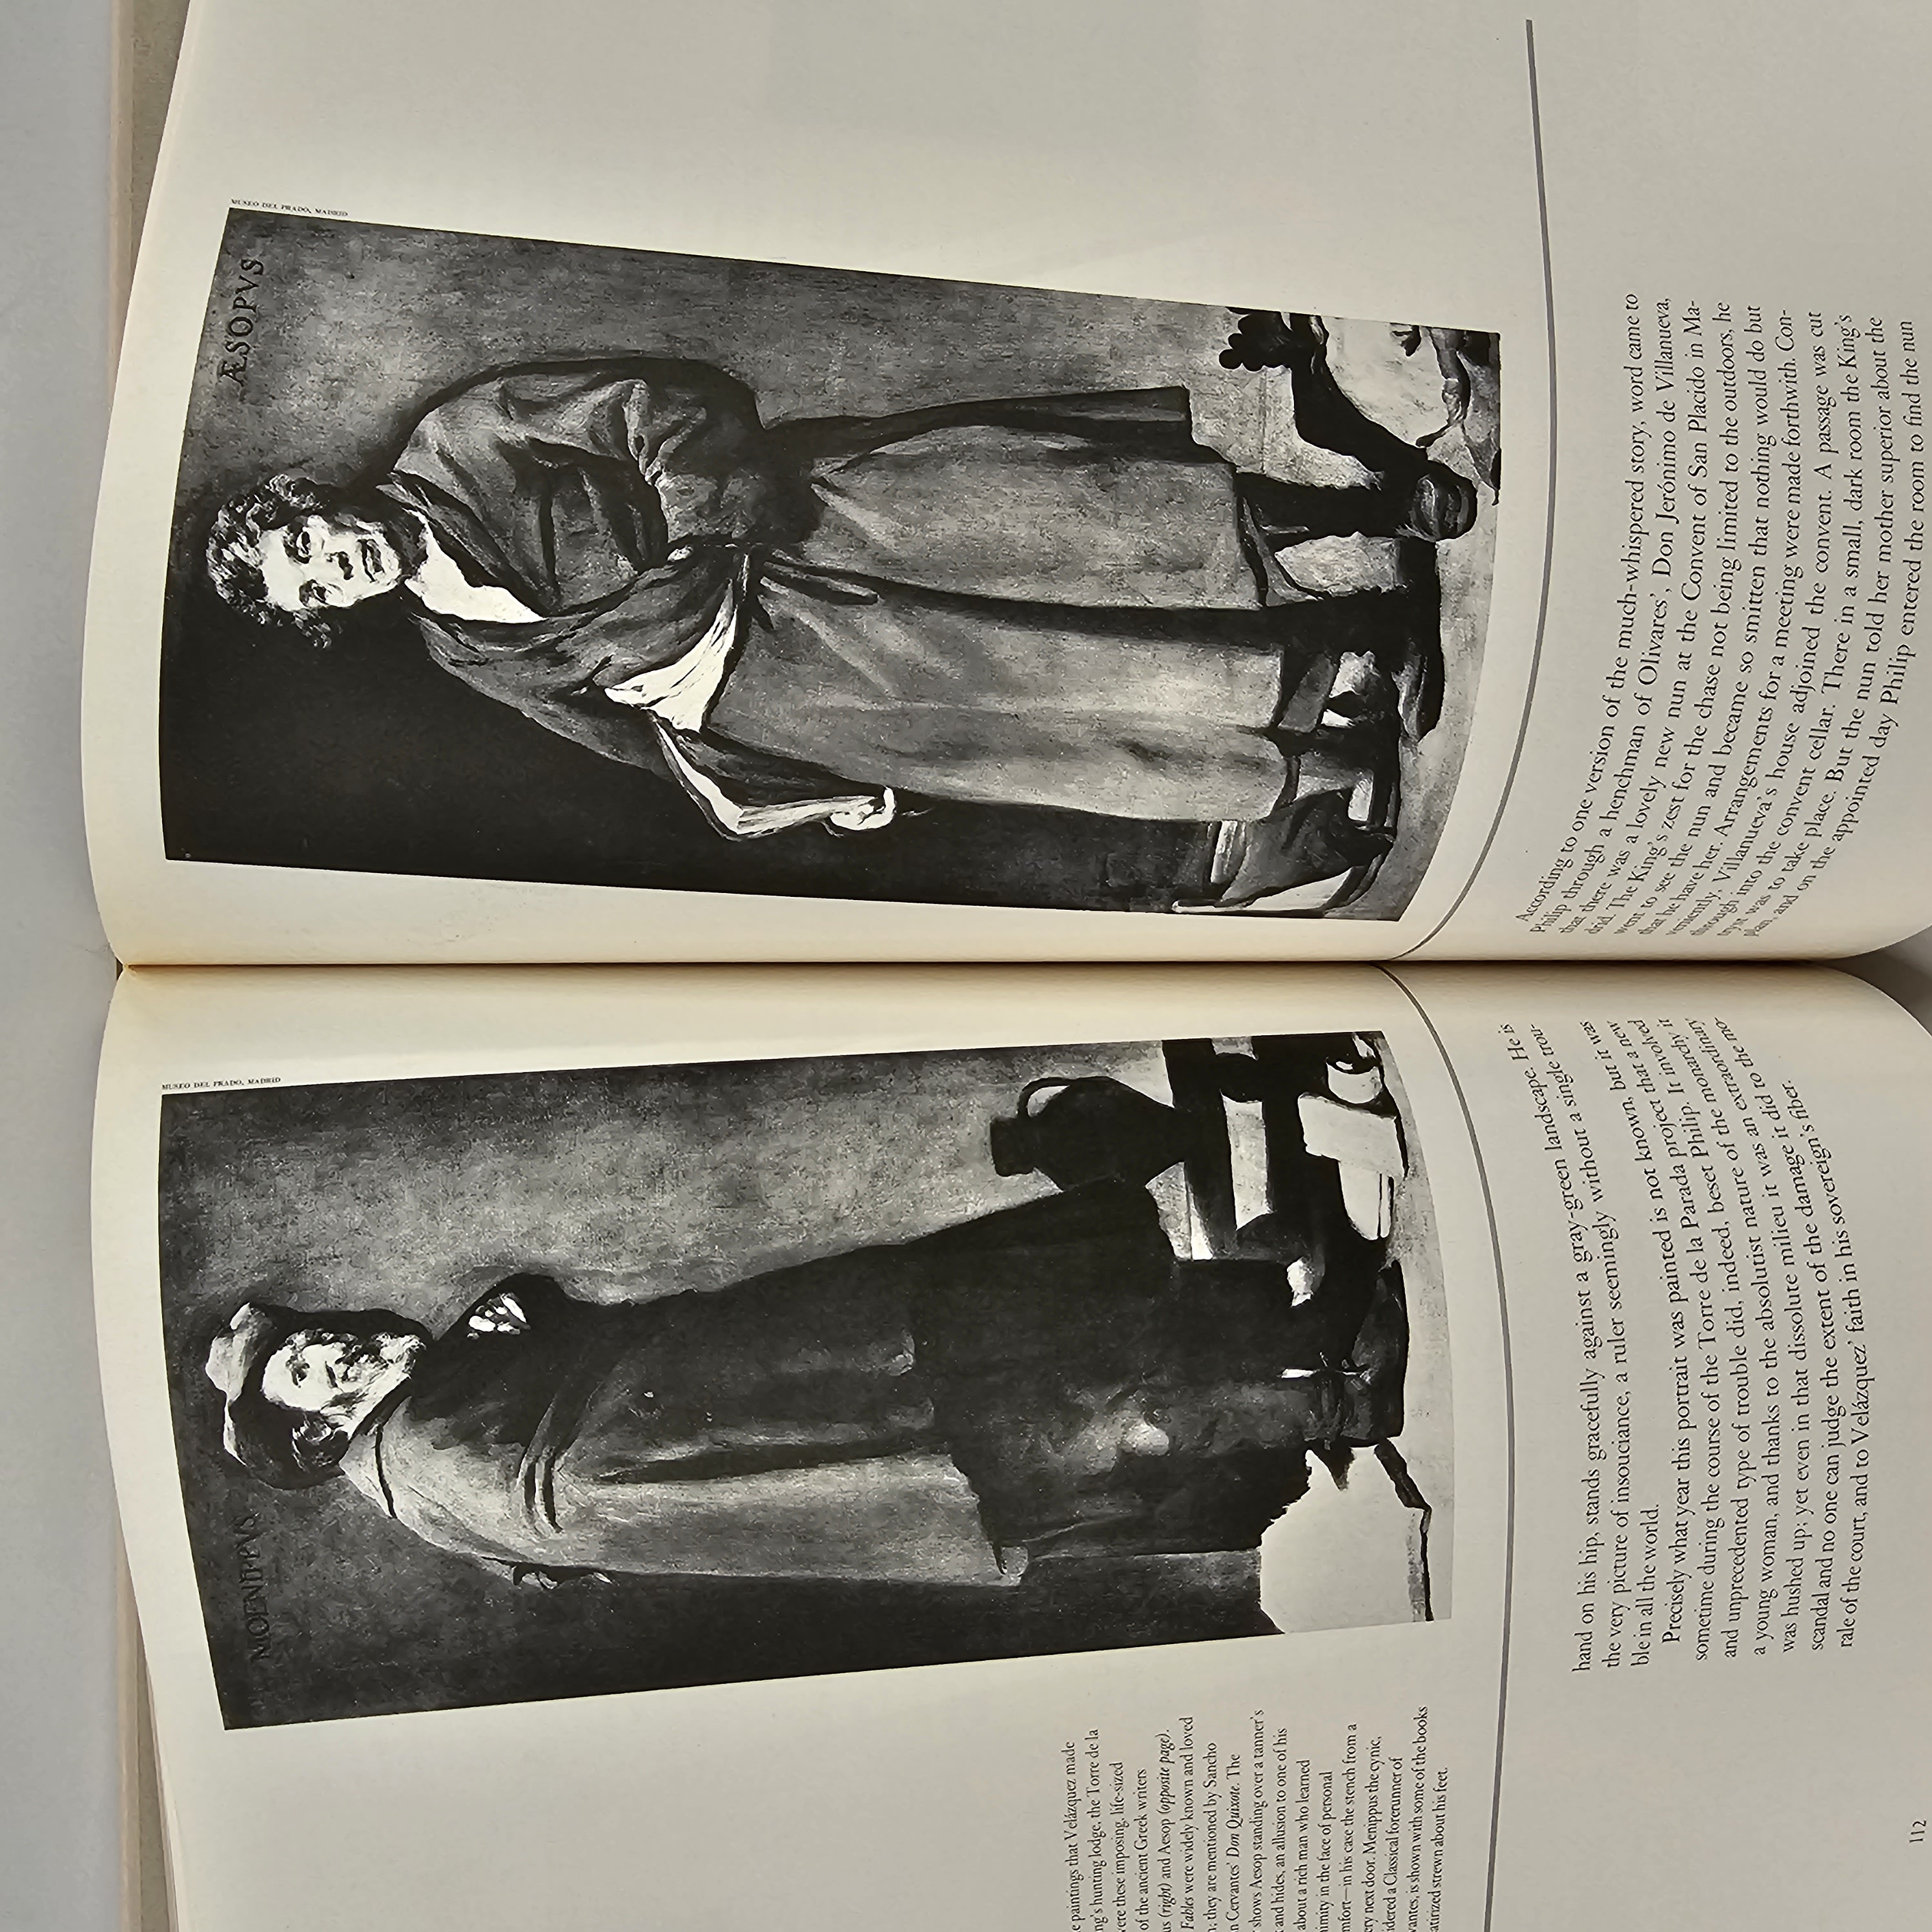 MOENIPPVS
MUSEO DEL PRADO, MADRID
e paintings that Velázquez made
ng's hunting lodge, the Torre de la
were these imposing, life-sized
of the ancient Greek writers
us (right) and Aesop (opposite page).
Fables were widely known and loved
n; they are mentioned by Sancho
n Cervantes' Don Quixote. The
shows Aesop standing over a tanner's
and hides, an allusion to one of his
about a rich man who learned
nimity in the face of personal
mfort—in his case the stench from a
ery next door. Menippus the cynic,
idered a Classical forerunner of
vantes, is shown with some of the books
atirized strewn about his feet.
hand on his hip, stands gracefully against a gray-green landscape. He is
the very picture of insouciance, a ruler seemingly without a single trou-
ble in all the world.
Precisely what year this portrait was painted is not known, but it was
sometime during the course of the Torre de la Parada project that a new
and unprecedented type of trouble did, indeed, beset Philip. It involved
a young woman, and thanks to the absolutist nature of the monarchy it
was hushed up; yet even in that dissolute milieu it was an extraordinary
scandal and no one can judge the extent of the damage it did to the mo-
rale of the court, and to Velázquez' faith in his sovereign's fiber.
112
ÆSOPVS
MUSEO DEL PRADO, MADRID
According to one version of the much-whispered story, word came to
Philip through a henchman of Olivares', Don Jerónimo de Villanueva,
that there was a lovely new nun at the Convent of San Placido in Ma-
drid. The King's zest for the chase not being limited to the outdoors, he
went to see the nun and became so smitten that nothing would do but
that he have her. Arrangements for a meeting were made forthwith. Con-
veniently, Villanueva's house adjoined the convent. A passage was cut
through into the convent cellar. There in a small, dark room the King's
tryst was to take place. But the nun told her mother superior about the
plan, and on the appointed day Philip entered the room to find the nun